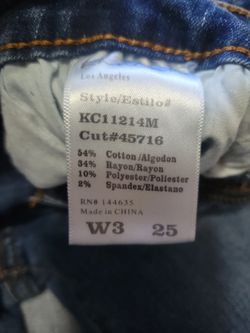 Los Angeles
Style/Estilo#
KC11214M
Cut#45716
54% Cotton/Algodon
34% Rayon/Rayon
10% Polyester/Poliester
2% Spandex/Elastano
RN# 144635
Made in CHINA
W3 25